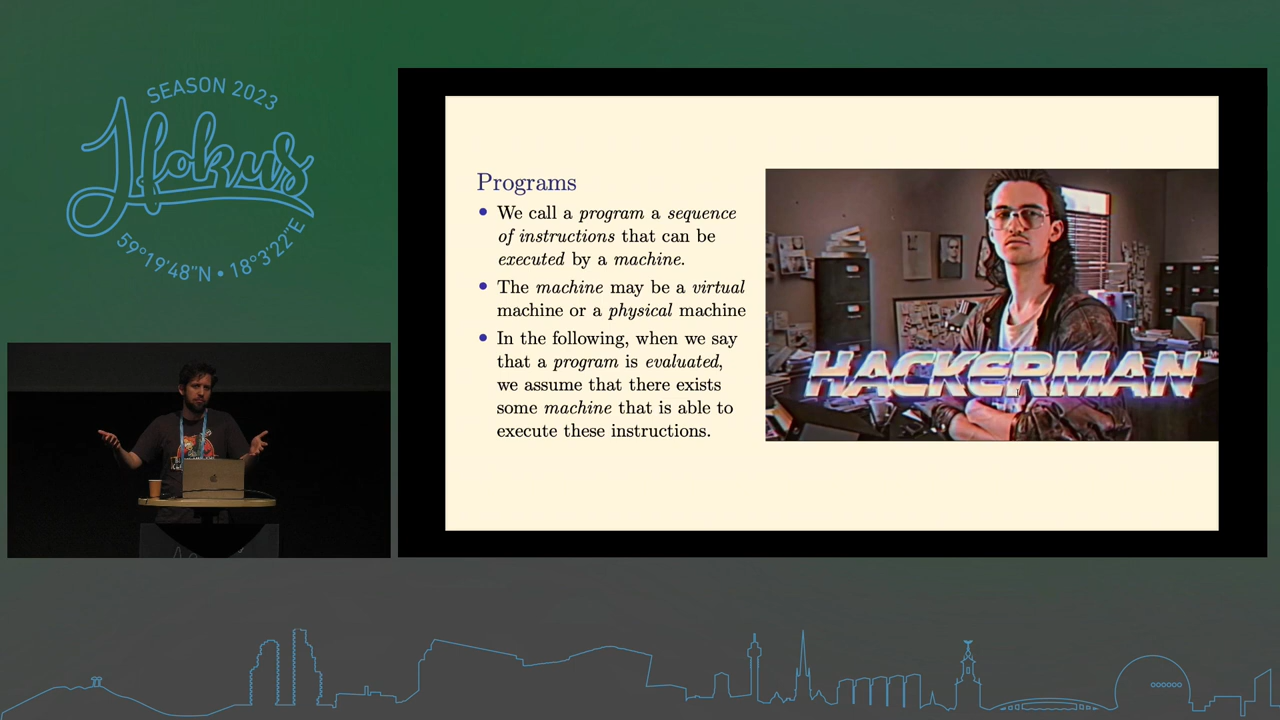 SEASON 2023
Hokus
59°19'48"N • 18°3'22"E
Programs
• We call a program a sequence
of instructions that can be
executed by a machine.
• The machine may be a virtual
machine or a physical machine
• In the following, when we say
that a program is evaluated,
we assume that there exists
some machine that is able to
execute these instructions.
HACKERMAN